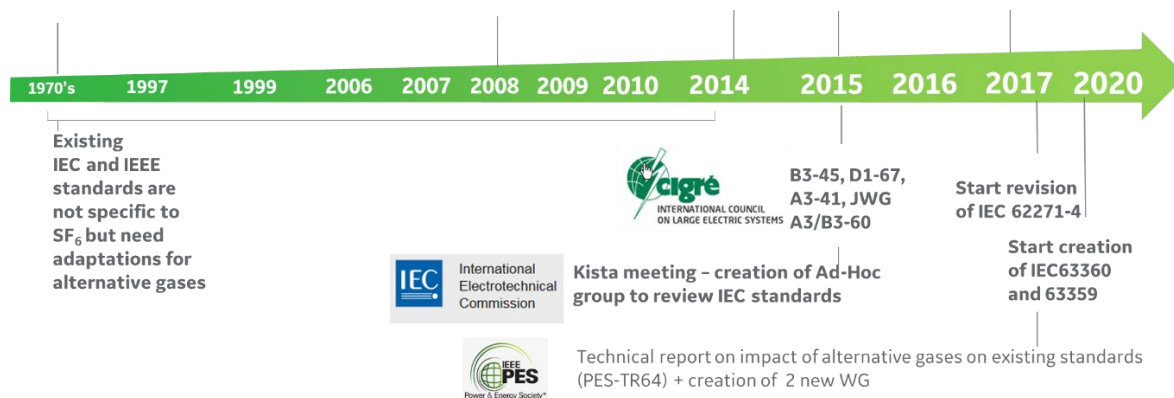 1970's 1997 1999 2006 2007 2008 2009 2010 2014 2015 2016 2017 2020
Existing
IEC and IEEE
standards are
not specific to
SF₆ but need
adaptations for
alternative gases
cigré
INTERNATIONAL COUNCIL
ON LARGE ELECTRIC SYSTEMS
B3-45, D1-67,
A3-41, JWG
A3/B3-60
Start revision
of IEC 62271-4
Start creation
of IEC63360
and 63359
IEC
International
Electrotechnical
Commission
Kista meeting – creation of Ad-Hoc
group to review IEC standards
IEEE
PES
Power & Energy Society®
Technical report on impact of alternative gases on existing standards
(PES-TR64) + creation of 2 new WG